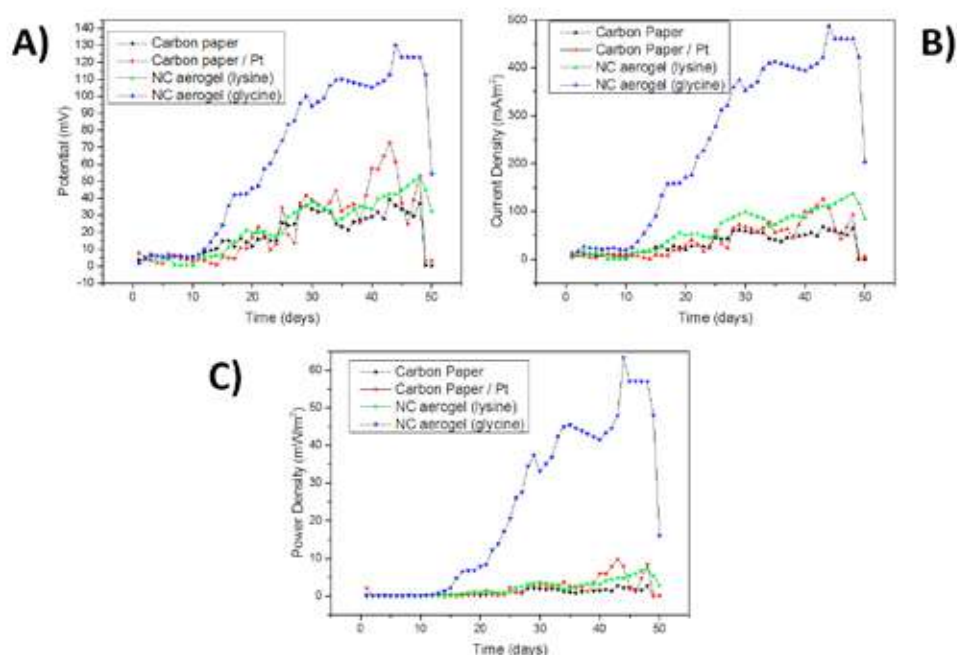 A)
Carbon paper
Carbon paper / Pt
NC aerogel (lysine)
NC aerogel (glycine)
140
130
120
110
100
90
80
70
60
50
40
30
20
10
0
-10
Potential (mV)
0
10
20
30
40
50
Time (days)
B)
Carbon Paper
Carbon Paper / Pt
NC aerogel (lysine)
NC aerogel (glycine)
500
400
300
200
100
0
Current Density (mA/m²)
0
10
20
30
40
50
Time (days)
C)
Carbon Paper
Carbon Paper / Pt
NC aerogel (lysine)
NC aerogel (glycine)
60
50
40
30
20
10
0
Power Density (mW/m²)
0
10
20
30
40
50
Time (days)